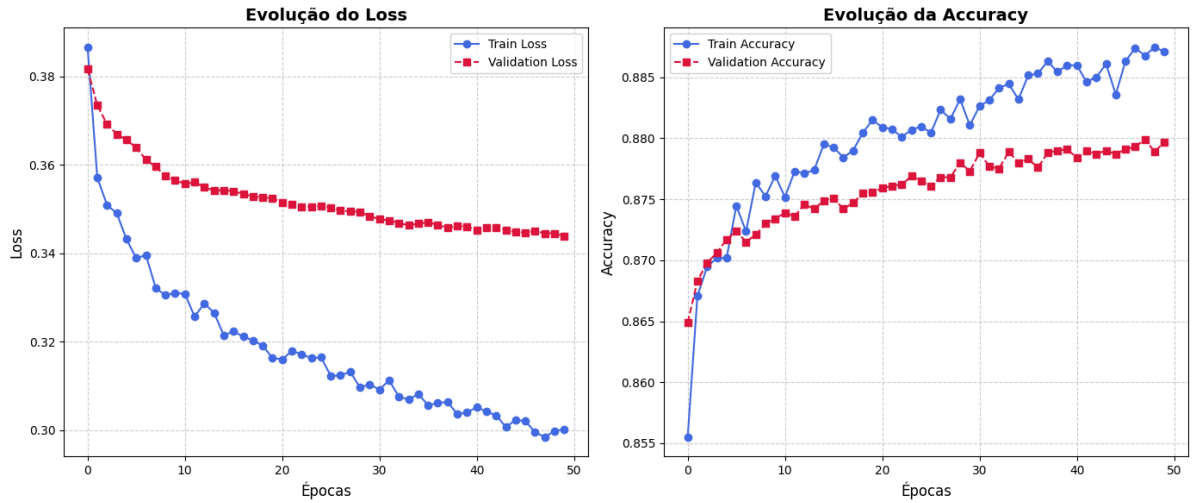 Evolução do Loss
Train Loss
Validation Loss
0.38
0.36
0.34
0.32
0.30
Loss
0
10
20
30
40
50
Épocas
Evolução da Accuracy
Train Accuracy
Validation Accuracy
0.885
0.880
0.875
0.870
0.865
0.860
0.855
Accuracy
0
10
20
30
40
50
Épocas